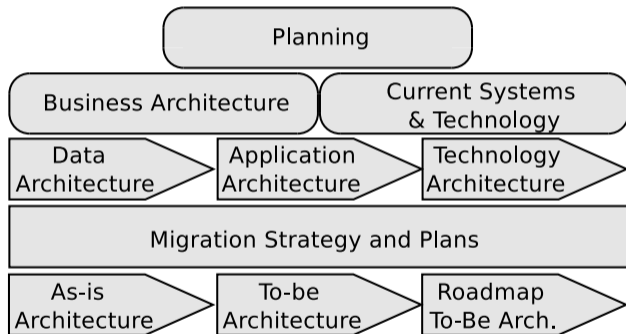 Planning
Business Architecture
Current Systems
& Technology
Data
Architecture
Application
Architecture
Technology
Architecture
Migration Strategy and Plans
As-is
Architecture
To-be
Architecture
Roadmap
To-Be Arch.